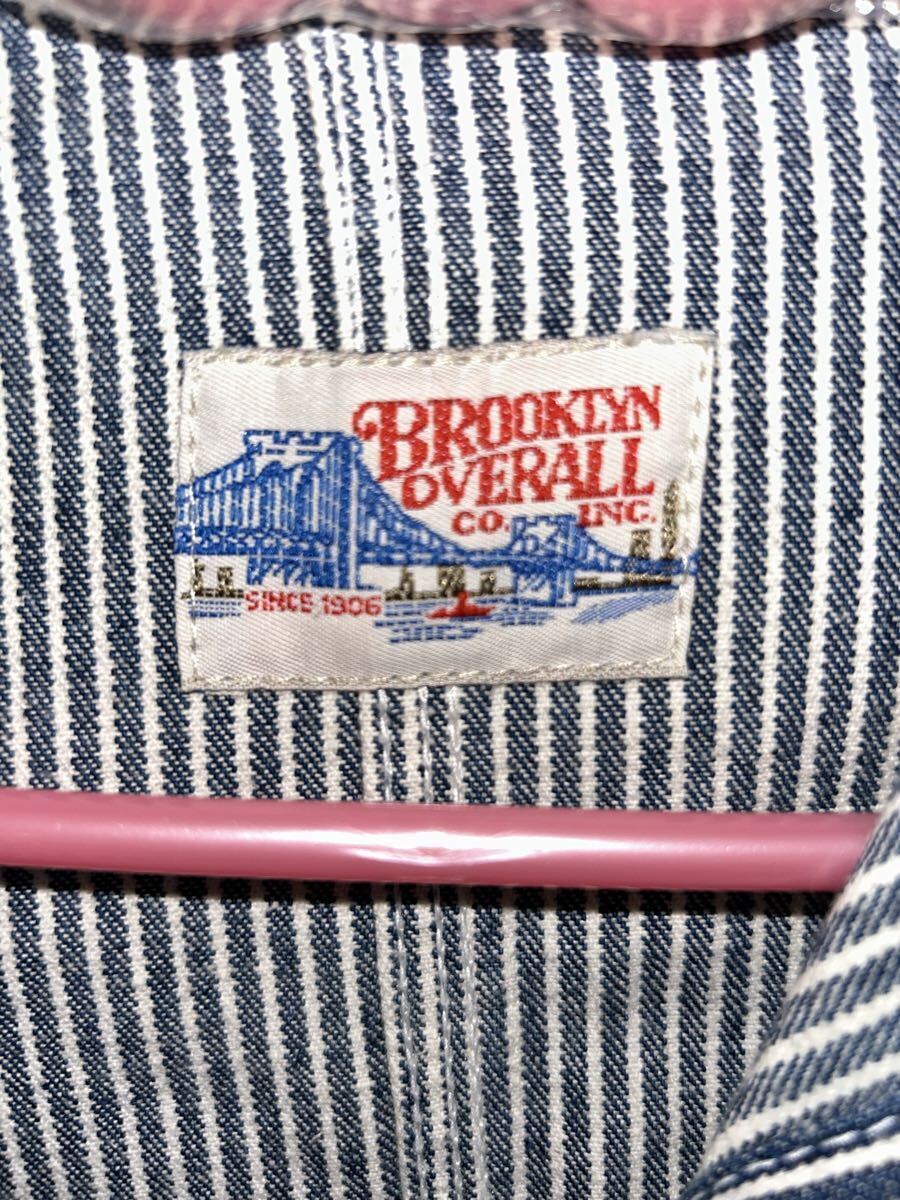 BROOKLYN
OVERALL
CO. INC.
SINCE 1906